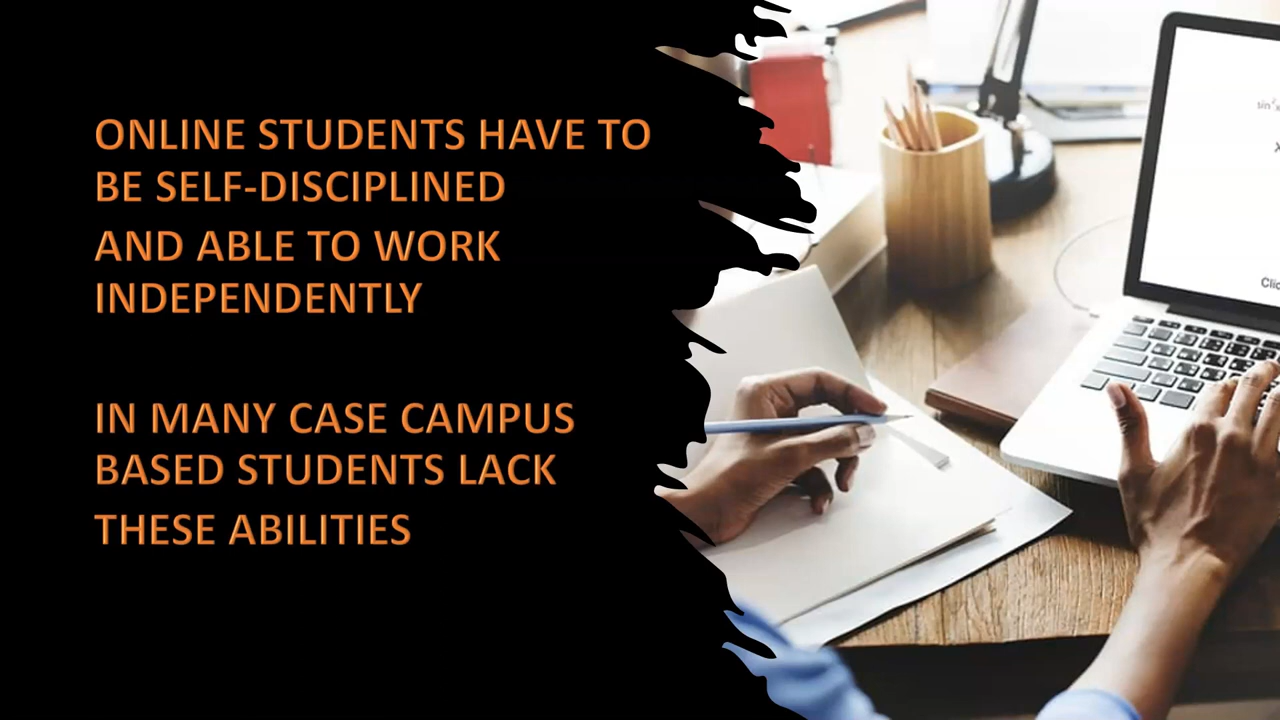 ONLINE STUDENTS HAVE TO
BE SELF-DISCIPLINED
AND ABLE TO WORK
INDEPENDENTLY
IN MANY CASE CAMPUS
BASED STUDENTS LACK
THESE ABILITIES